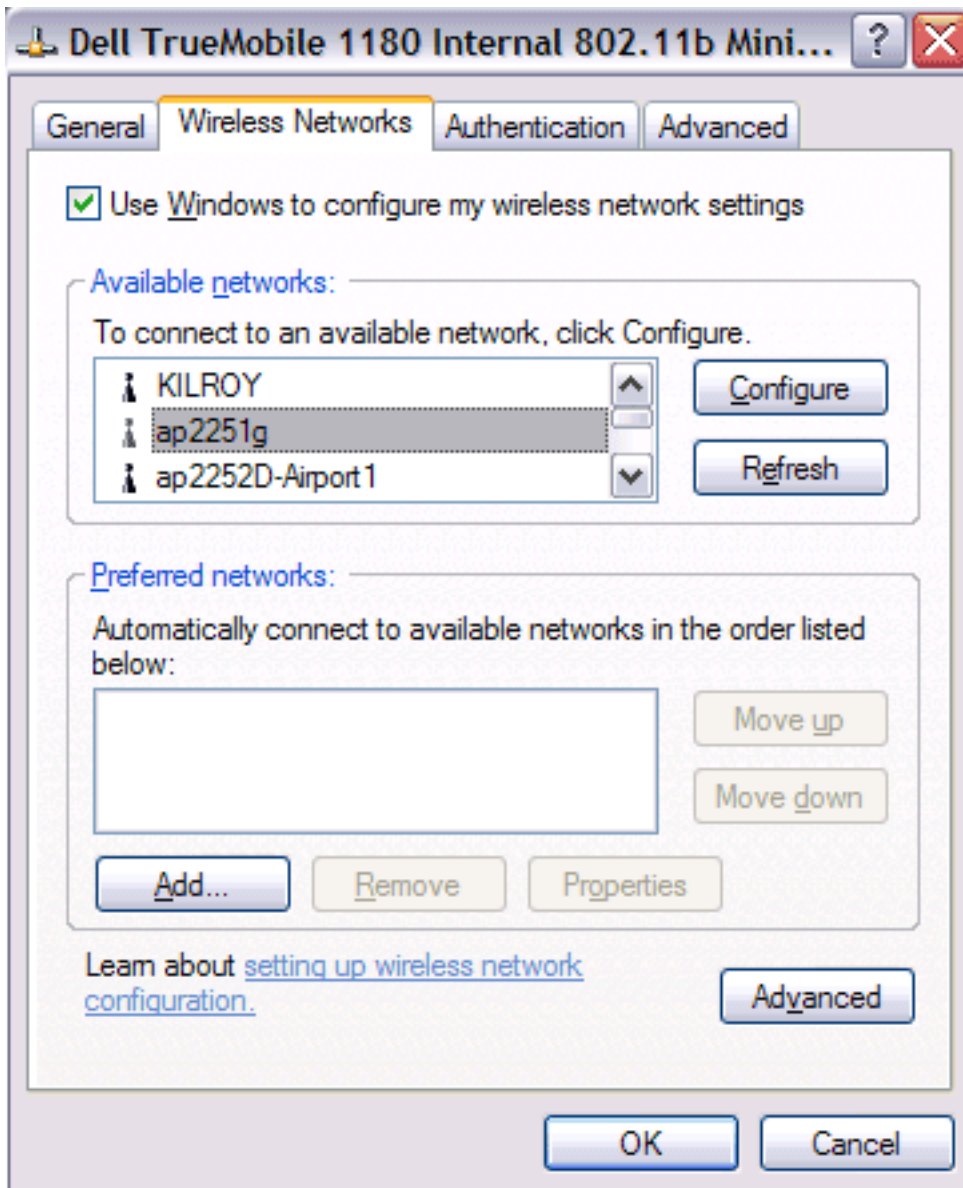 Dell TrueMobile 1180 Internal 802.11b Mini...
General Wireless Networks Authentication Advanced
Use Windows to configure my wireless network settings
Available networks:
To connect to an available network, click Configure.
KILROY
ap2251g
ap2252D-Airport1
Configure
Refresh
Preferred networks:
Automatically connect to available networks in the order listed
below:
Move up
Move down
Add... Remove Properties
Learn about setting up wireless network
configuration.
Advanced
OK Cancel